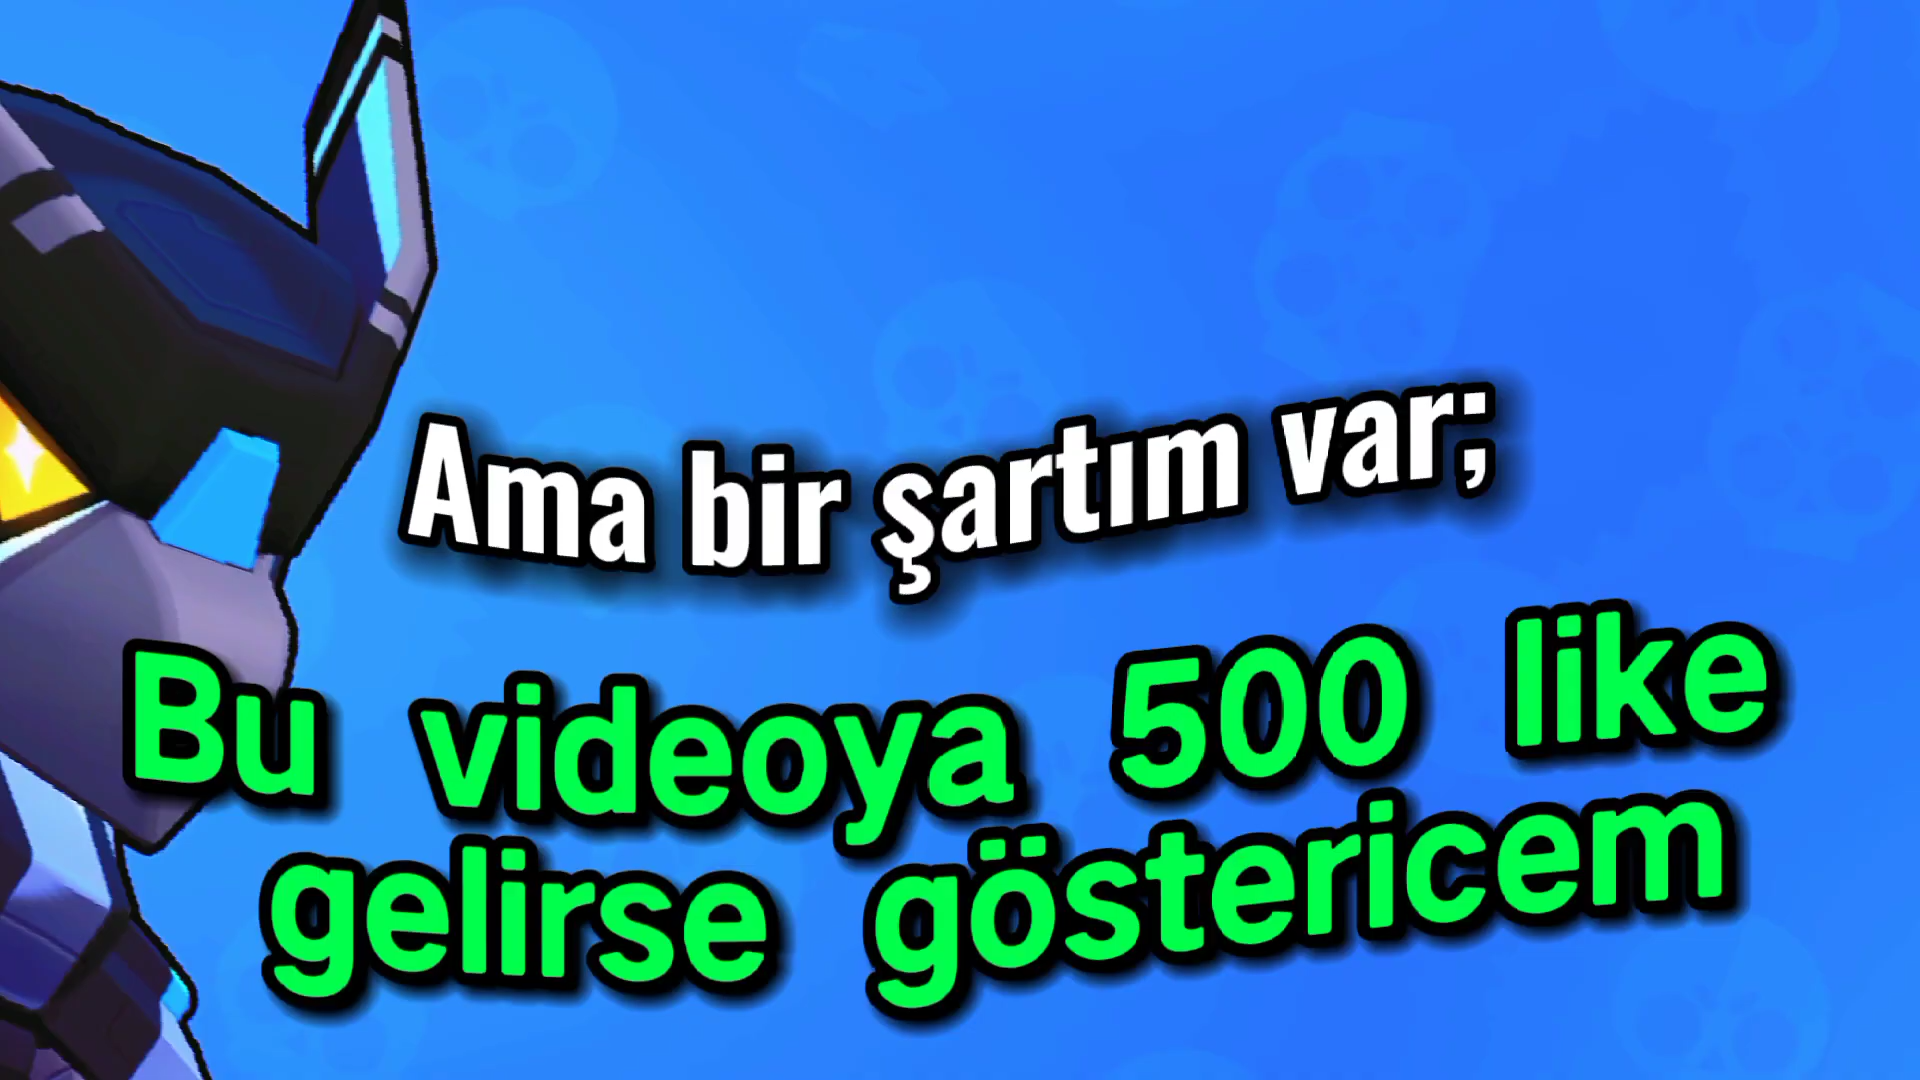 Ama bir şartım var;
Bu videoya 500 like
gelirse göstericem